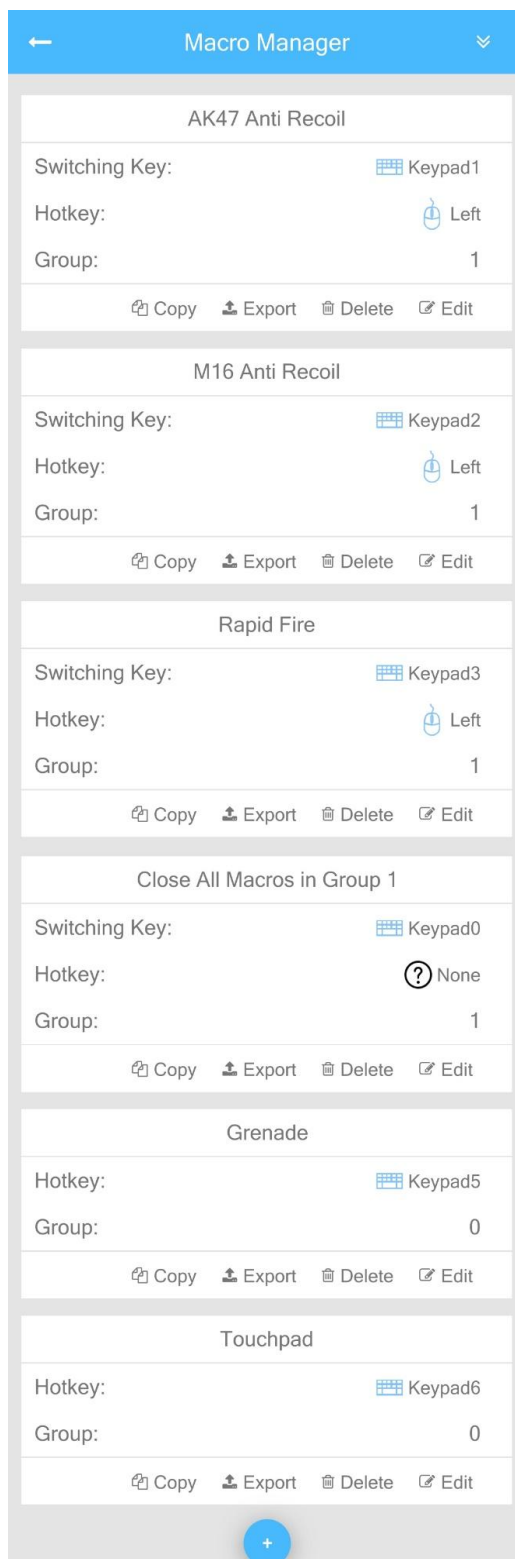 Macro Manager
AK47 Anti Recoil
Switching Key: Keypad1
Hotkey: Left
Group: 1
Copy Export Delete Edit
M16 Anti Recoil
Switching Key: Keypad2
Hotkey: Left
Group: 1
Copy Export Delete Edit
Rapid Fire
Switching Key: Keypad3
Hotkey: Left
Group: 1
Copy Export Delete Edit
Close All Macros in Group 1
Switching Key: Keypad0
Hotkey: ? None
Group: 1
Copy Export Delete Edit
Grenade
Hotkey: Keypad5
Group: 0
Copy Export Delete Edit
Touchpad
Hotkey: Keypad6
Group: 0
Copy Export Delete Edit
+